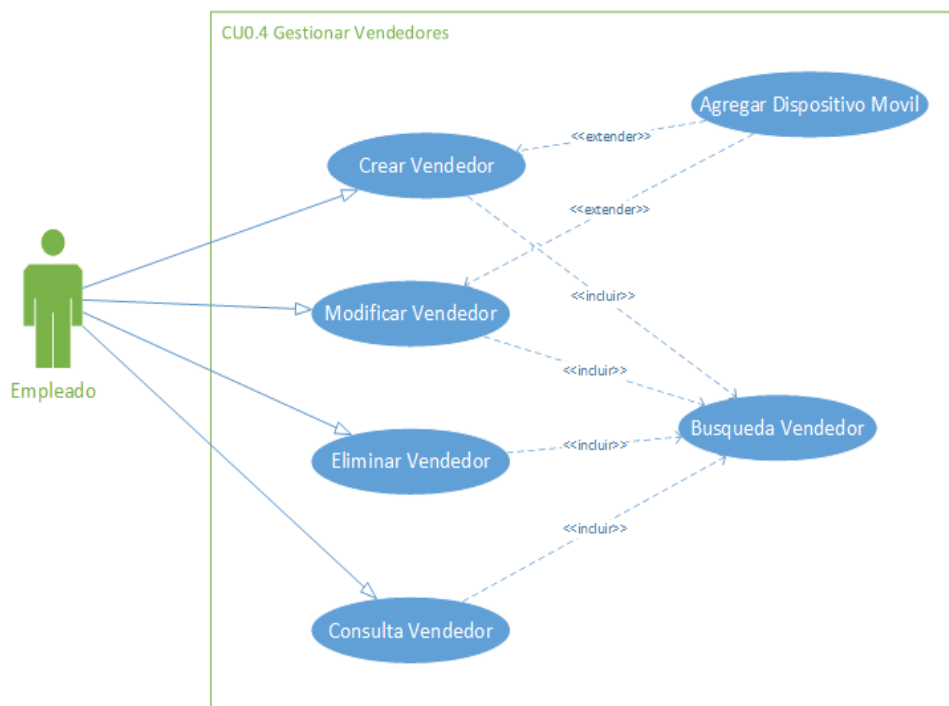 CU0.4 Gestionar Vendedores
Agregar Dispositivo Movil
<<extender>>
Crear Vendedor
<<extender>>
<<incluir>>
Modificar Vendedor
<<incluir>>
Empleado
Busqueda Vendedor
<<incluir>>
Eliminar Vendedor
<<incluir>>
Consulta Vendedor